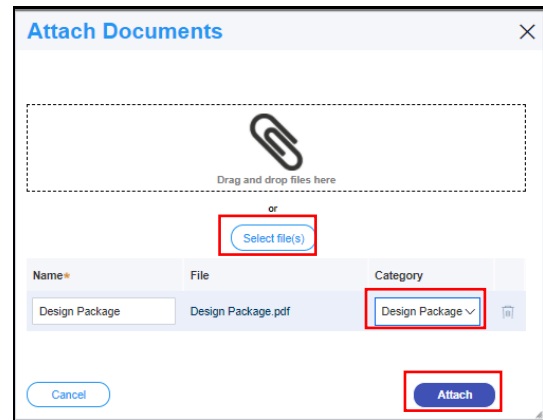 Attach Documents
Drag and drop files here
or
Select file(s)
Name* File Category
Design Package Design Package.pdf Design Package
Cancel Attach